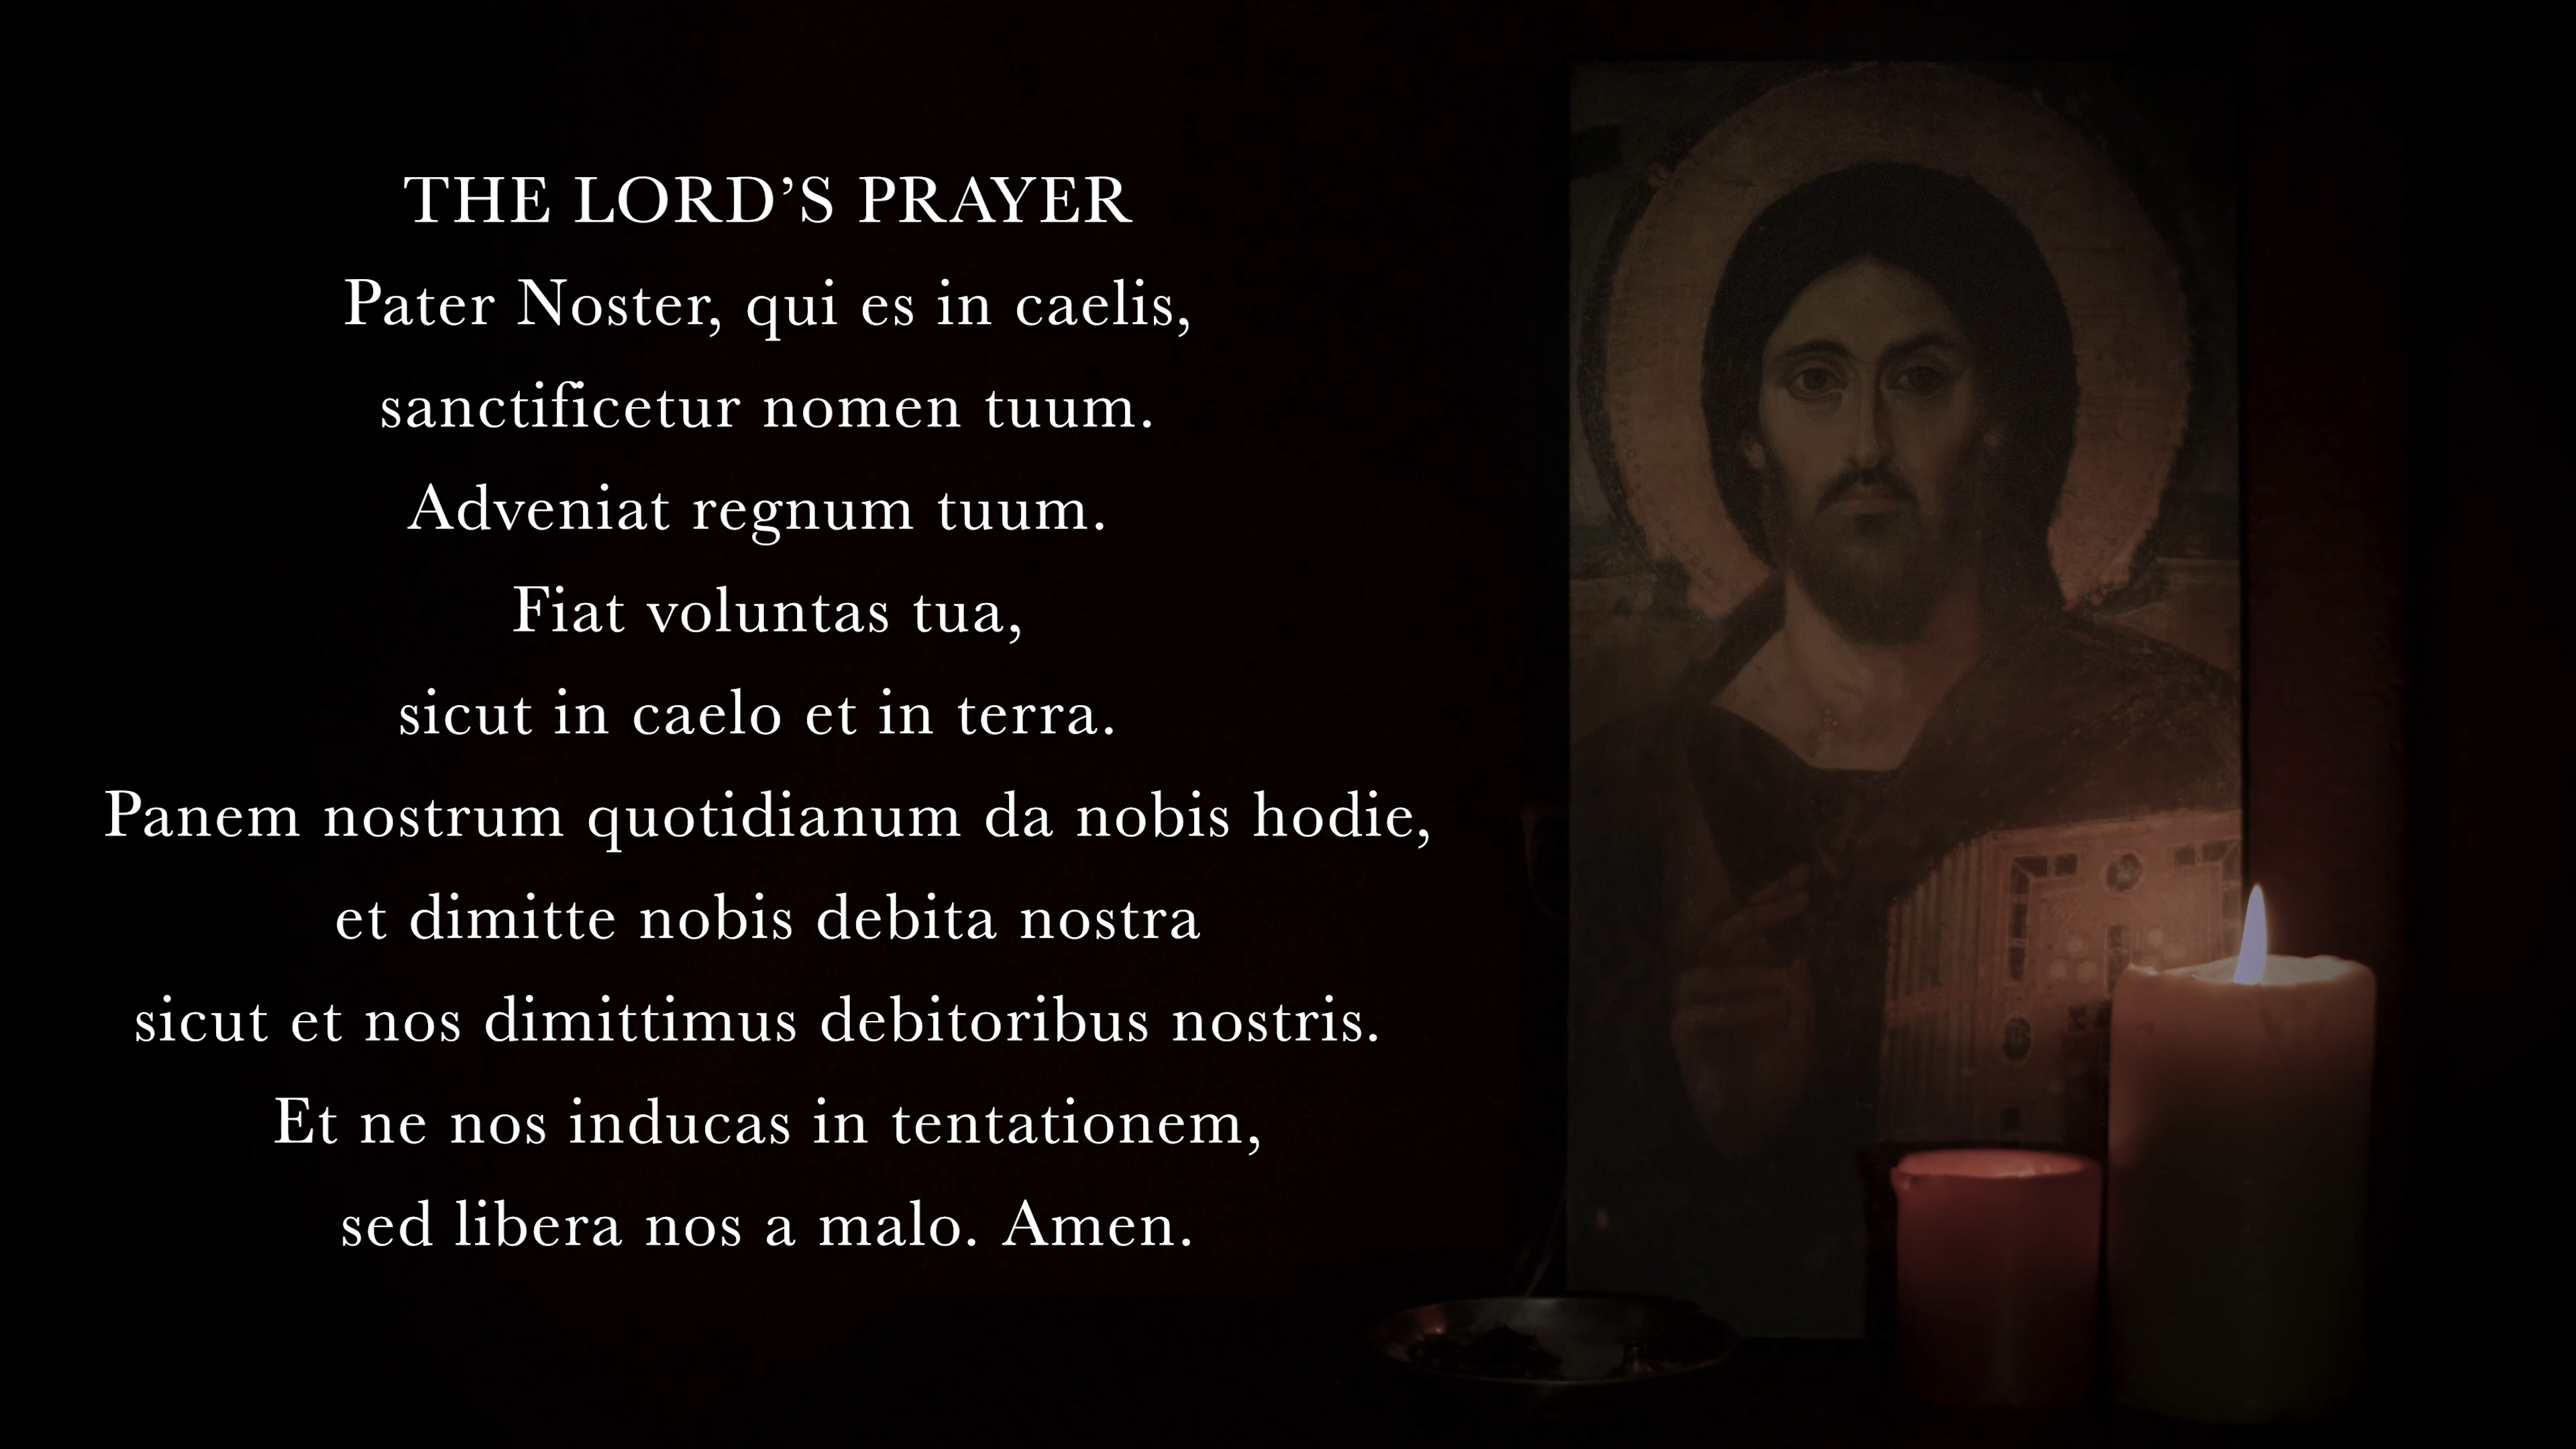 THE LORD’S PRAYER
Pater Noster, qui es in caelis,
sanctificetur nomen tuum.
Adveniat regnum tuum.
Fiat voluntas tua,
sicut in caelo et in terra.
Panem nostrum quotidianum da nobis hodie,
et dimitte nobis debita nostra
sicut et nos dimittimus debitoribus nostris.
Et ne nos inducas in tentationem,
sed libera nos a malo. Amen.